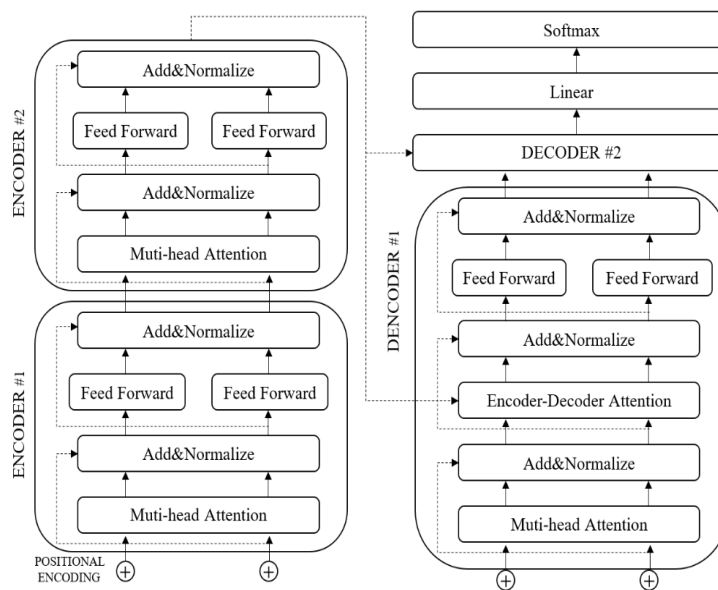 ENCODER #2
Add&Normalize
Feed Forward
Feed Forward
Add&Normalize
Muti-head Attention
ENCODER #1
Add&Normalize
Feed Forward
Feed Forward
Add&Normalize
Muti-head Attention
POSITIONAL
ENCODING
Softmax
Linear
DECODER #2
DENCODER #1
Add&Normalize
Feed Forward
Feed Forward
Add&Normalize
Encoder-Decoder Attention
Add&Normalize
Muti-head Attention